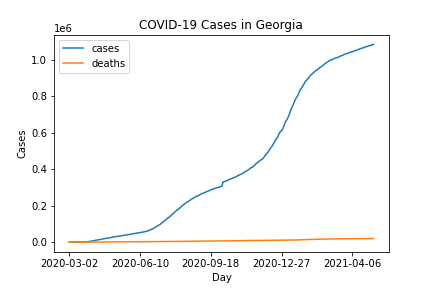 COVID-19 Cases in Georgia
1e6
cases
deaths
1.0
0.8
0.6
0.4
0.2
0.0
Cases
2020-03-02 2020-06-10 2020-09-18 2020-12-27 2021-04-06
Day